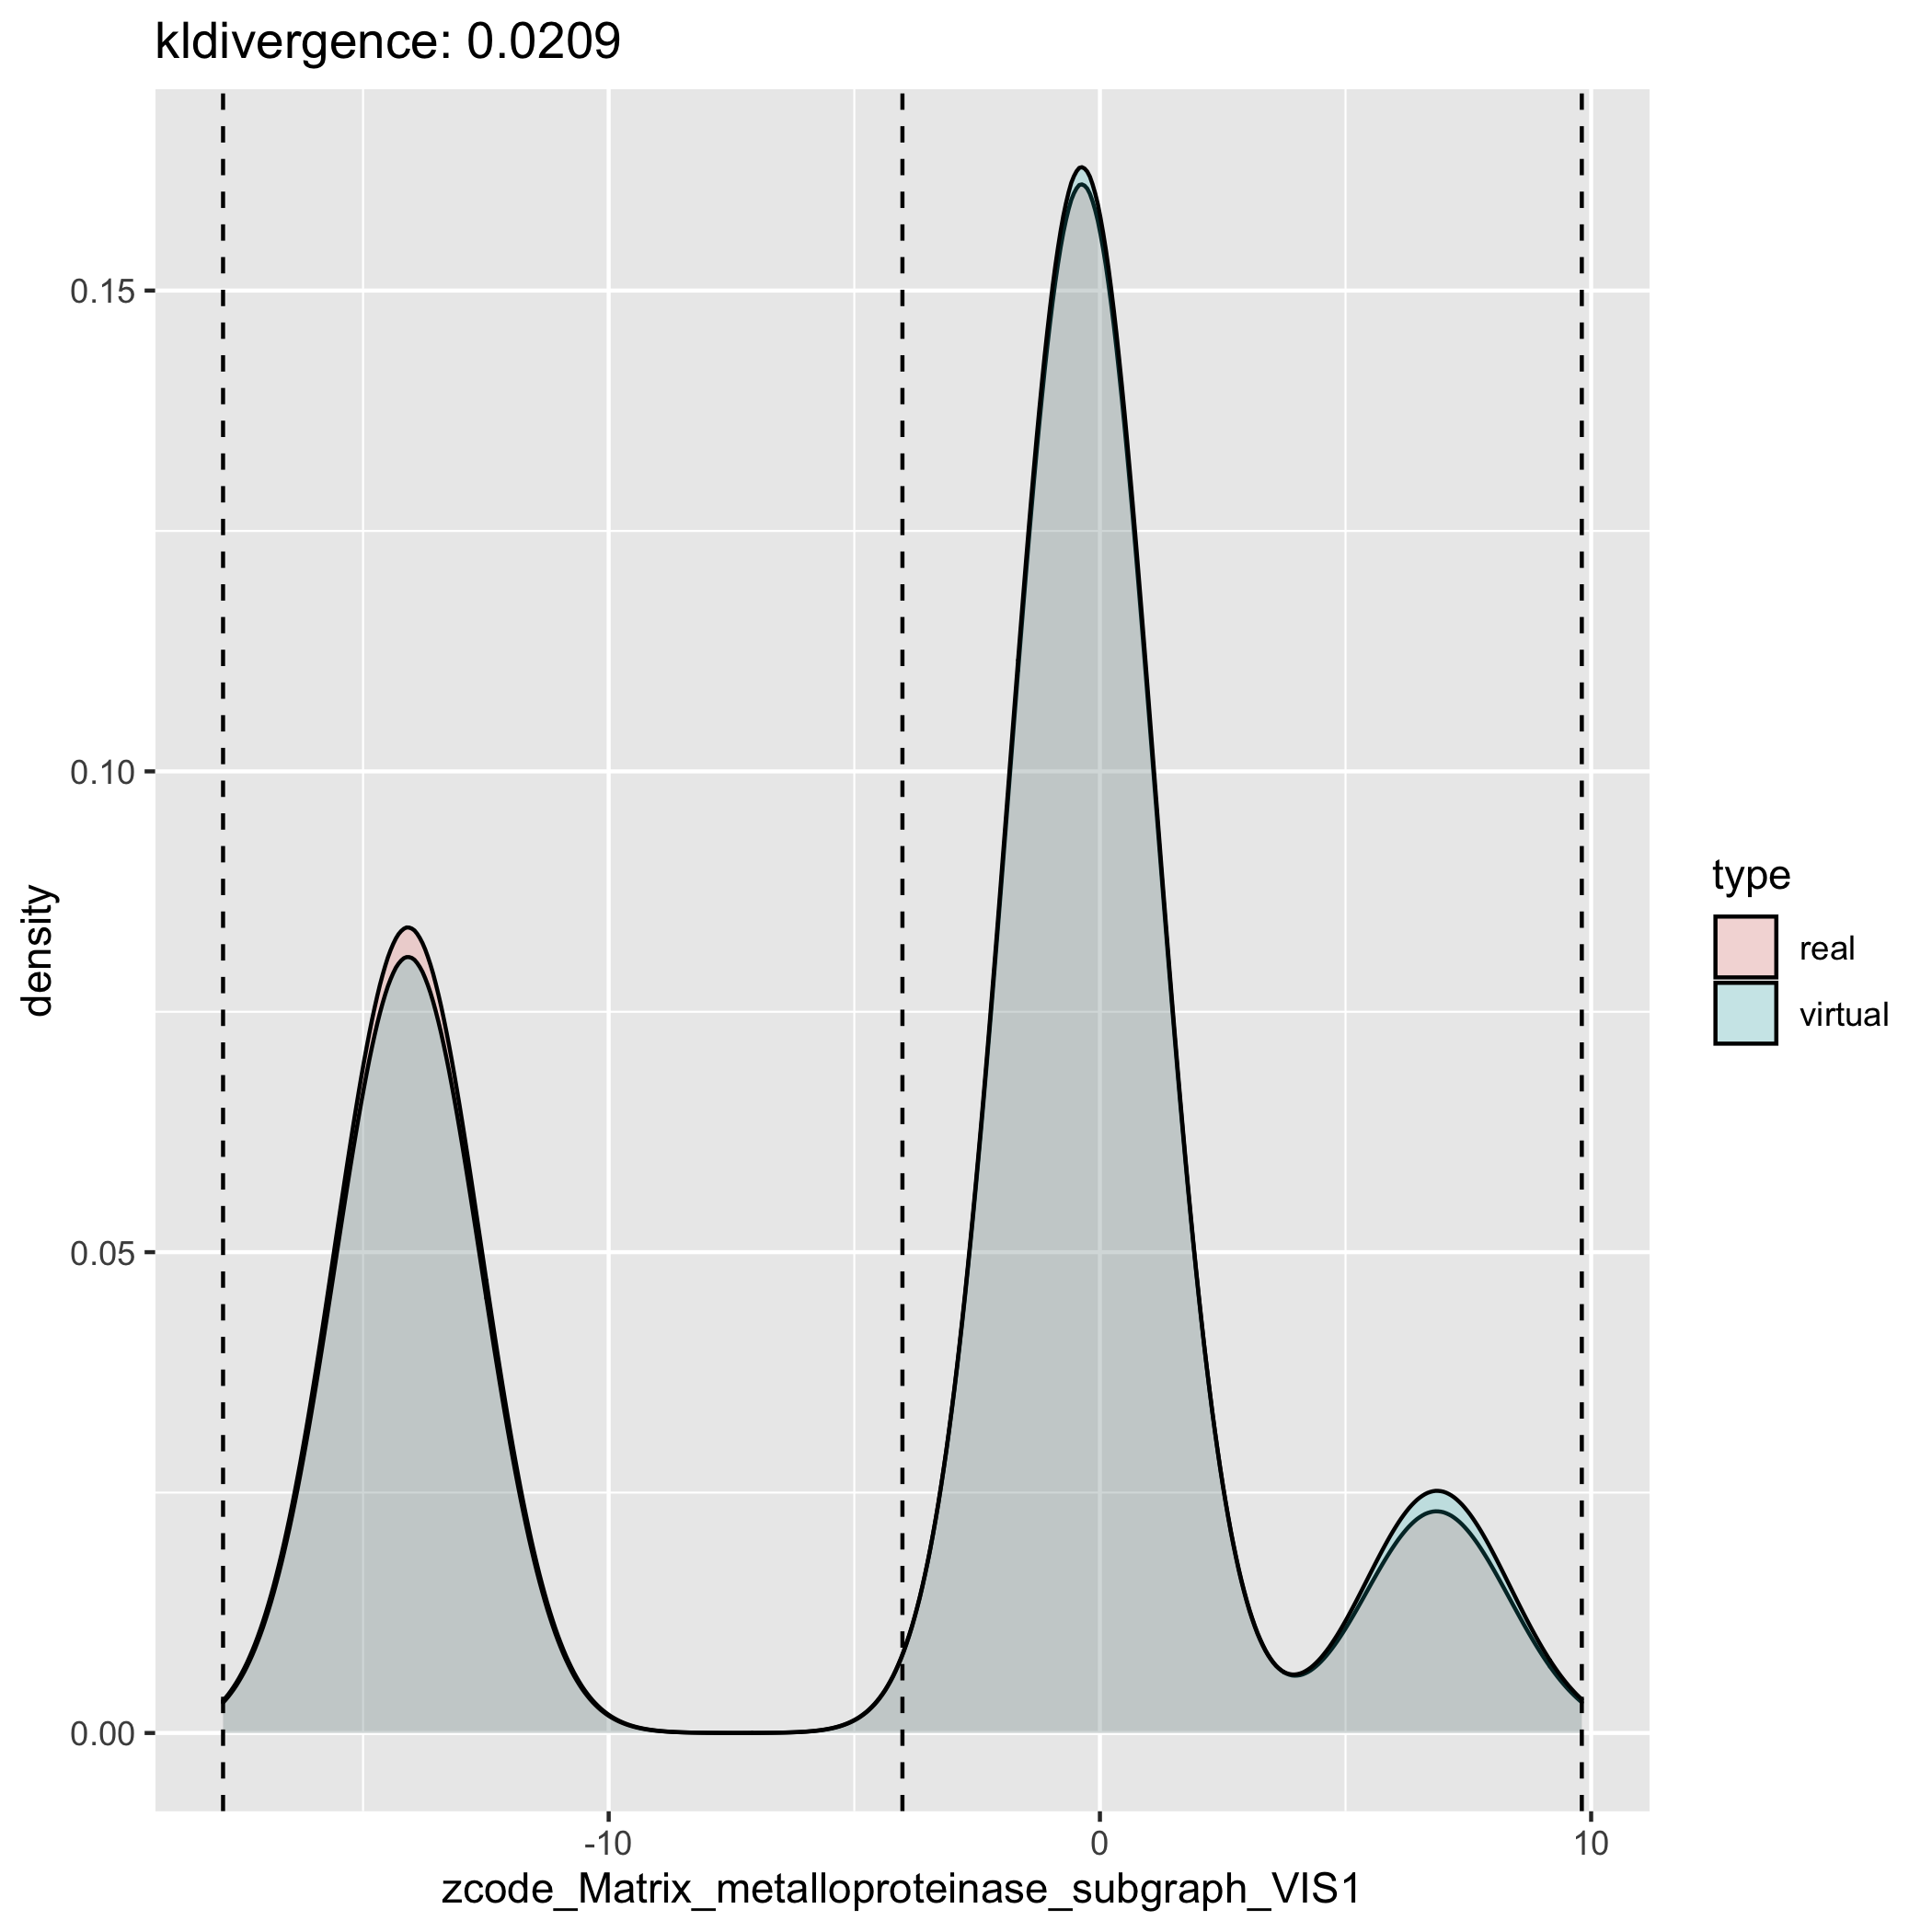 kldivergence: 0.0209
density
0.15
0.10
0.05
0.00
-10
0
10
zcode_Matrix_metalloproteinase_subgraph_VIS1
type
real
virtual